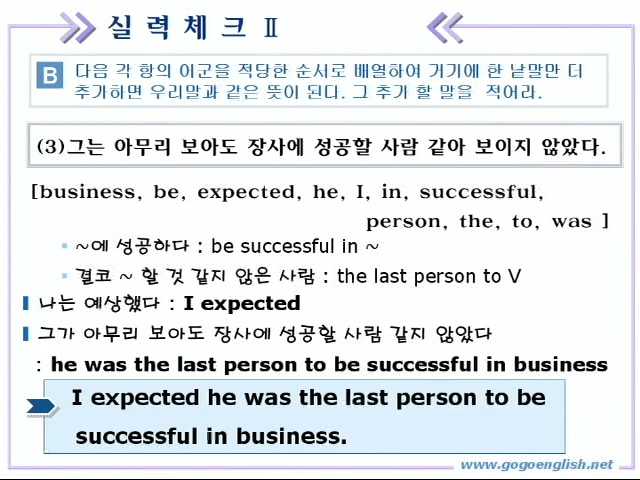 실 력 체 크 Ⅱ
B 다음 각 항의 어군을 적당한 순서로 배열하여 거기에 한 낱말만 더
추가하면 우리말과 같은 뜻이 된다. 그 추가 할 말을 적어라.
(3)그는 아무리 보아도 장사에 성공할 사람 같아 보이지 않았다.
[business, be, expected, he, I, in, successful,
person, the, to, was ]
~에 성공하다 : be successful in ~
결코 ~ 할 것 같지 않은 사람 : the last person to V
나는 예상했다 : I expected
그가 아무리 보아도 장사에 성공할 사람 같지 않았다
: he was the last person to be successful in business
I expected he was the last person to be
successful in business.
www.gogoenglish.net